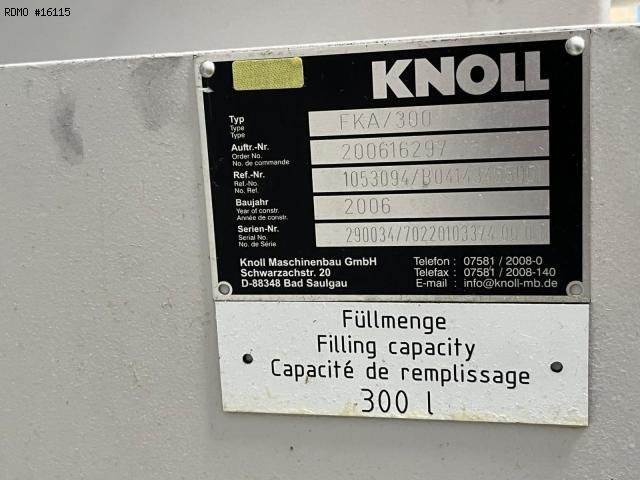 RDMO #16115
KNOLL
Typ FKA/300
Type
Type
Auftr.-Nr. 200616297
Order No.
No. de commande
Ref.-Nr.
Ref.-No.
No. Ref.
Baujahr 2006
Year of constr.
Année de constr.
Serien-Nr.
Serial No.
No. de Série
Knoll Maschinenbau GmbH
Schwarzachstr. 20
D-88348 Bad Saulgau
Telefon : 07581 / 2008-0
Telefax : 07581 / 2008-140
E-mail : info@knoll-mb.de
Füllmenge
Filling capacity
Capacité de remplissage
300 l